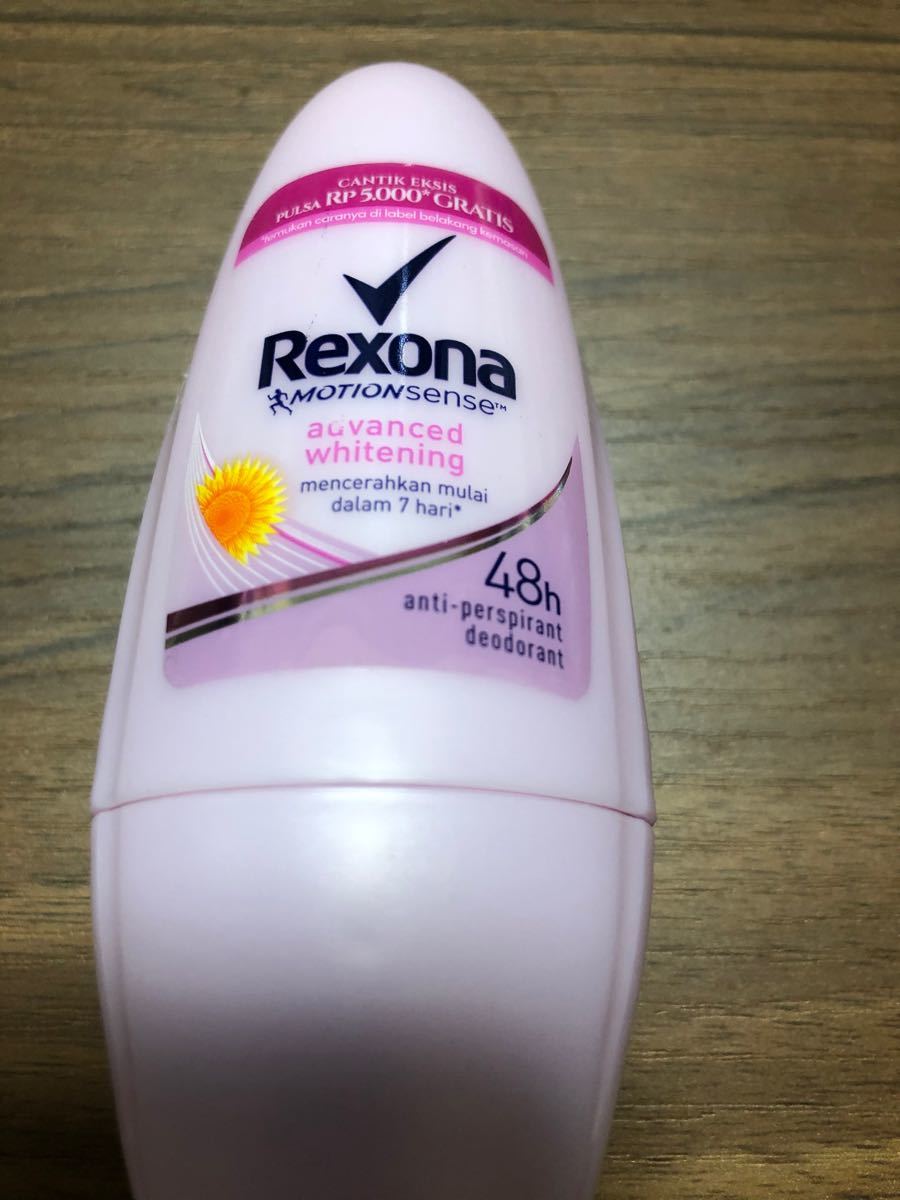 CANTIK EKSIS
PULSA RP 5.000* GRATIS
*temukan caranya di label belakang kemasan
Rexona
MOTIONsense™
advanced
whitening
mencerahkan mulai
dalam 7 hari*
48h
anti-perspirant
deodorant